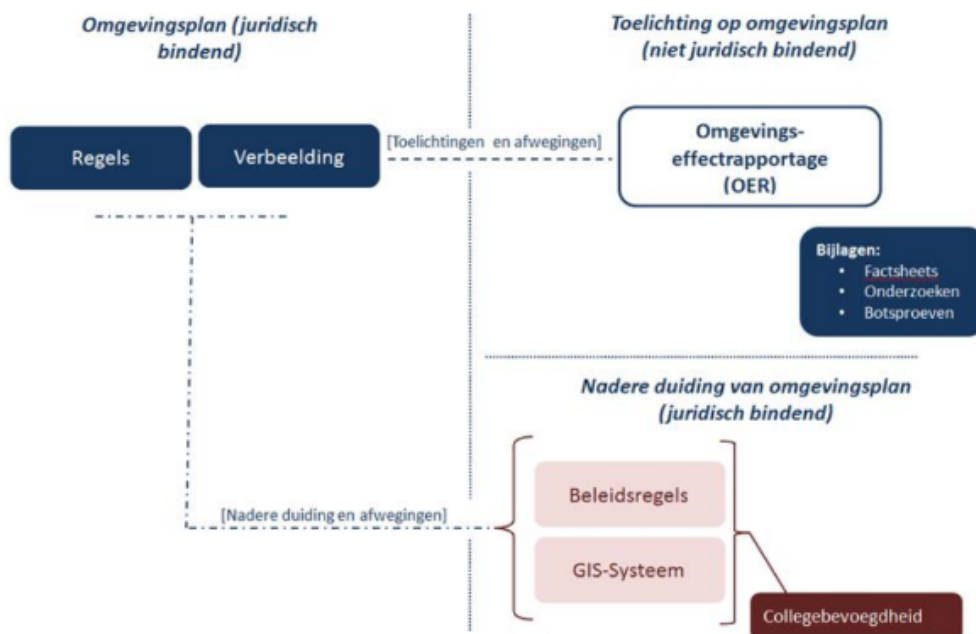 Omgevingsplan (juridisch
bindend)
Toelichting op omgevingsplan
(niet juridisch bindend)
Regels
Verbeelding
[Toelichtingen en afwegingen]
Omgevings-
effectrapportage
(OER)
Bijlagen:
• Factsheets
• Onderzoeken
• Botsproeven
Nadere duiding van omgevingsplan
(juridisch bindend)
Beleidsregels
[Nadere duiding en afwegingen]
GIS-Systeem
Collegebevoegdheid